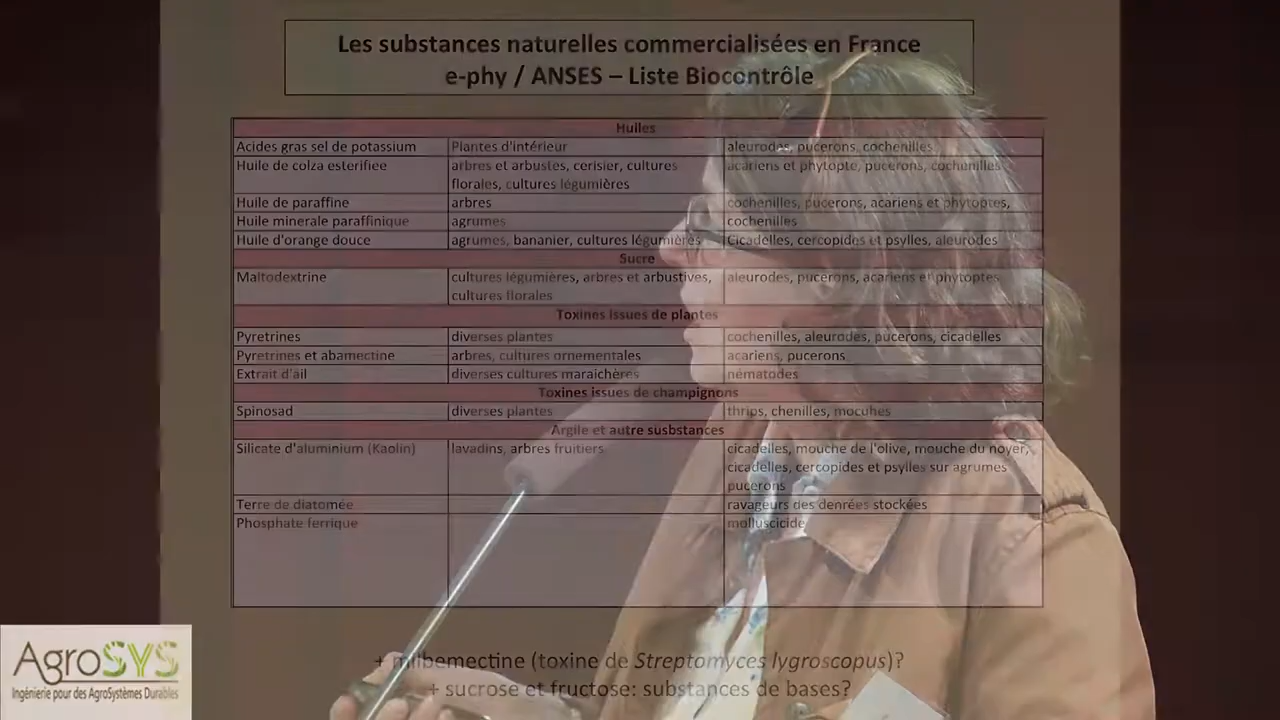 Les substances naturelles commercialisées en France
e-phy / ANSES – Liste Biocontrôle
Huiles
Acides gras sel de potassium Plantes d'intérieur aleurodes, pucerons, cochenilles
Huile de colza esterifiee arbres et arbustes, cerisier, cultures acariens et phytopte, pucerons, cochenilles
florales, cultures légumières
Huile de paraffine arbres cochenilles, pucerons, acariens et phytoptes,
Huile minerale paraffinique agrumes cochenilles
Huile d'orange douce agrumes, bananier, cultures légumières Cicadelles, cercopides et psylles, aleurodes
Sucre
Maltodextrine cultures légumières, arbres et arbustives, aleurodes, pucerons, acariens et phytoptes
cultures florales
Toxines issues de plantes
Pyretrines diverses plantes cochenilles, aleurodes, pucerons, cicadelles
Pyretrines et abamectine arbres, cultures ornementales acariens, pucerons
Extrait d'ail diverses cultures maraichères nématodes
Toxines issues de champignons
Spinosad diverses plantes thrips, chenilles, mocuhes
Argile et autre susbstances
Silicate d'aluminium (Kaolin) lavadins, arbres fruitiers cicadelles, mouche de l'olive, mouche du noyer,
cicadelles, cercopides et psylles sur agrumes
pucerons
Terre de diatomée ravageurs des denrées stockées
Phosphate ferrique molluscicide
+ milbemectine (toxine de Streptomyces lygroscopus)?
+ sucrose et fructose: substances de bases?
AgroSYS
Ingénierie pour des AgroSystèmes Durables